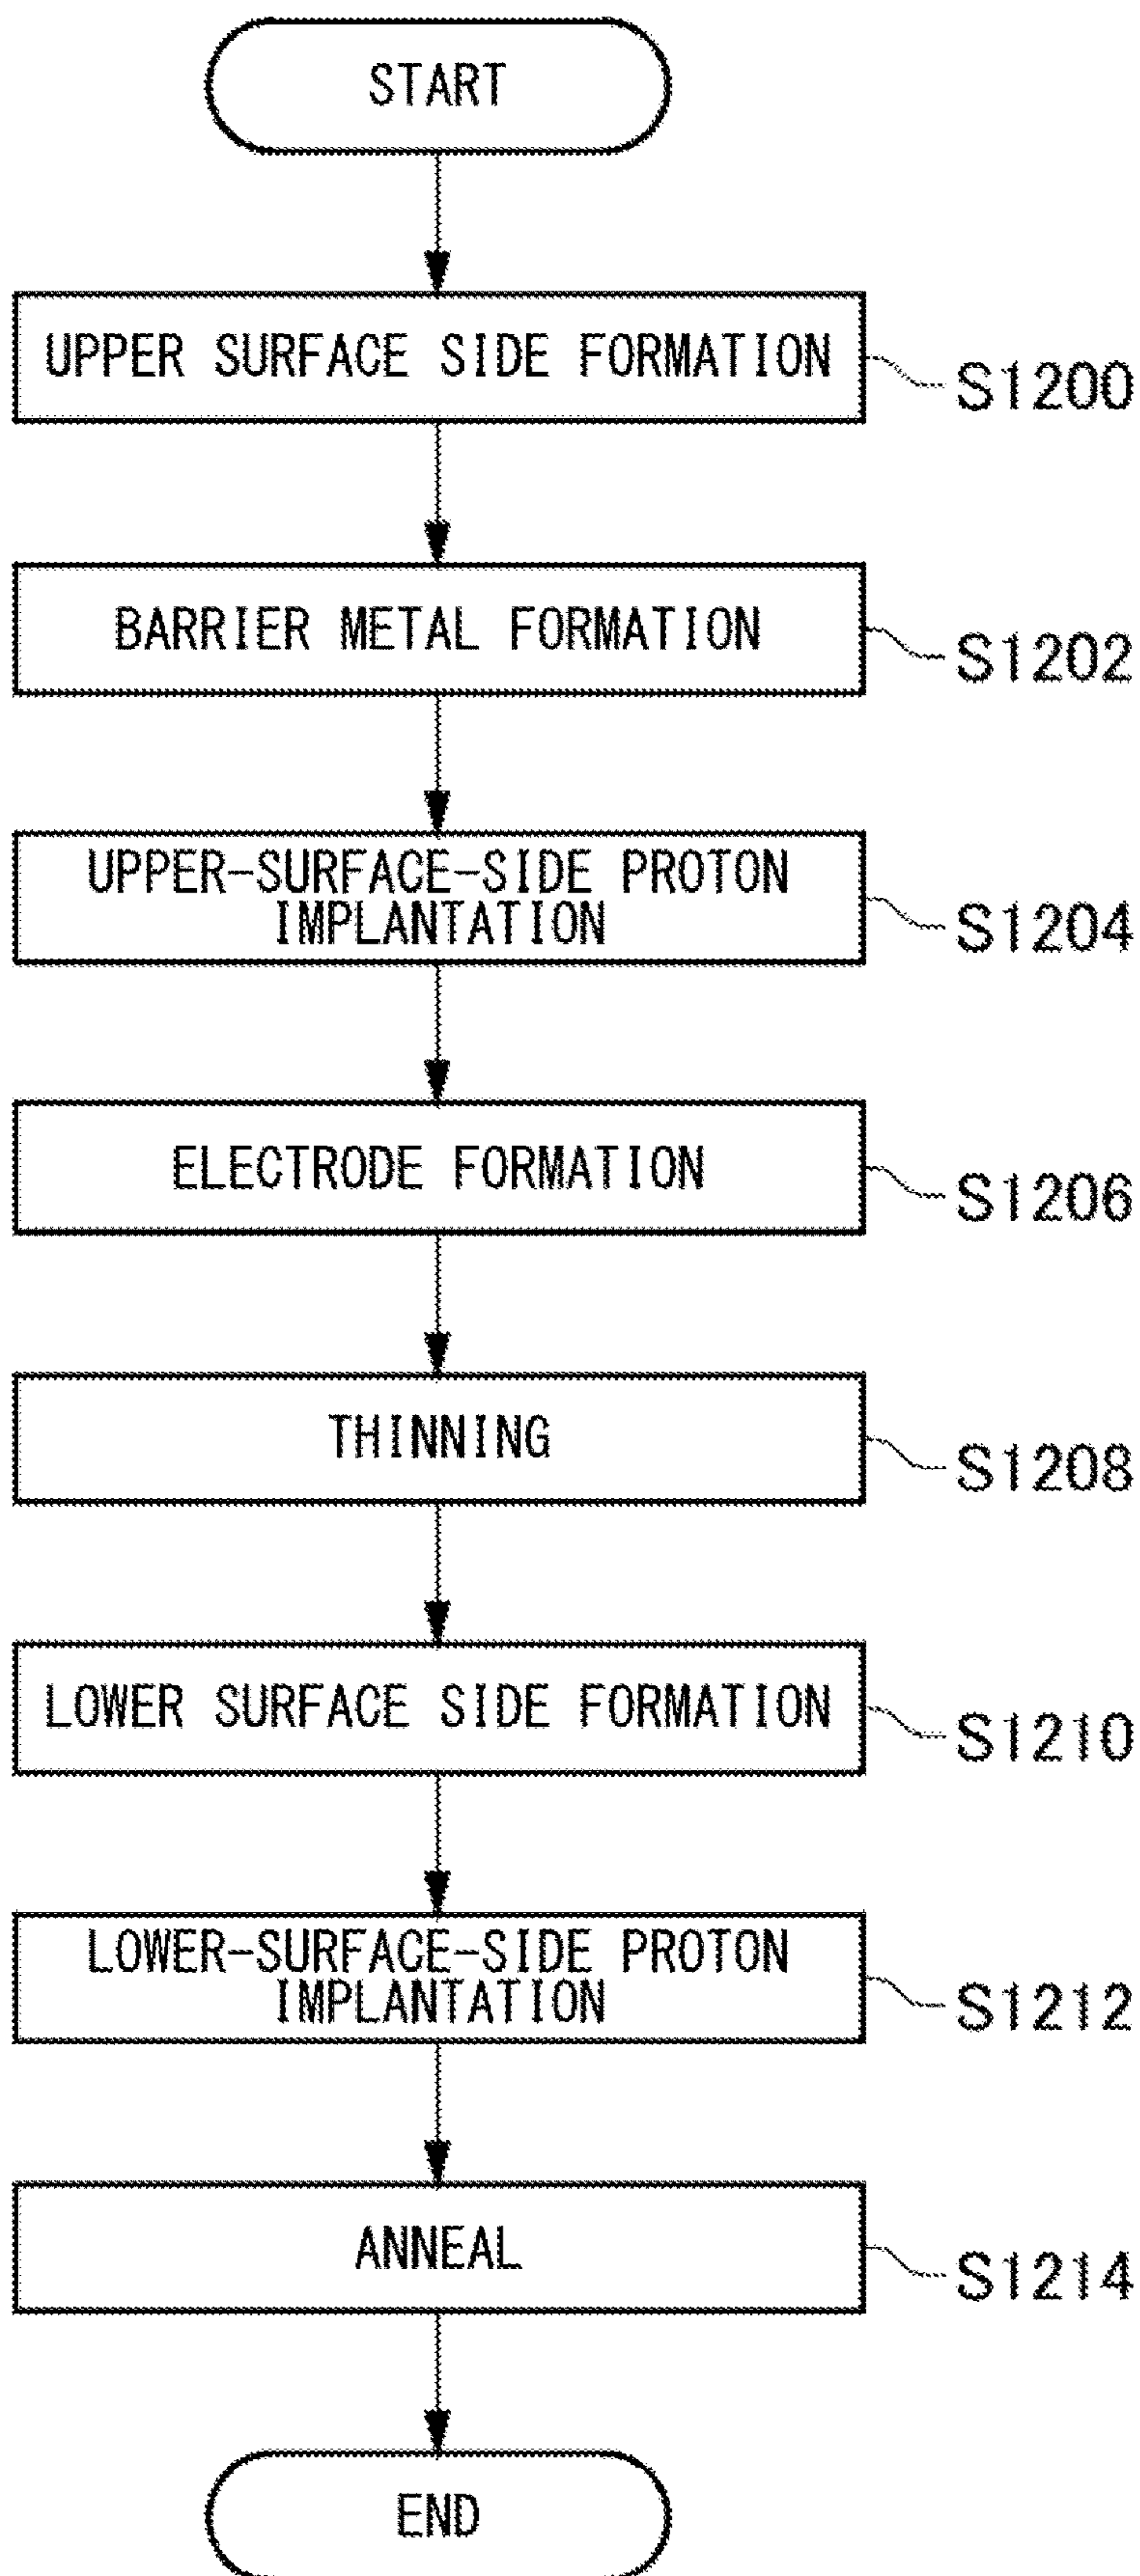 START
UPPER SURFACE SIDE FORMATION
S1200
BARRIER METAL FORMATION
S1202
UPPER-SURFACE-SIDE PROTON
IMPLANTATION
S1204
ELECTRODE FORMATION
S1206
THINNING
S1208
LOWER SURFACE SIDE FORMATION
S1210
LOWER-SURFACE-SIDE PROTON
IMPLANTATION
S1212
ANNEAL
S1214
END